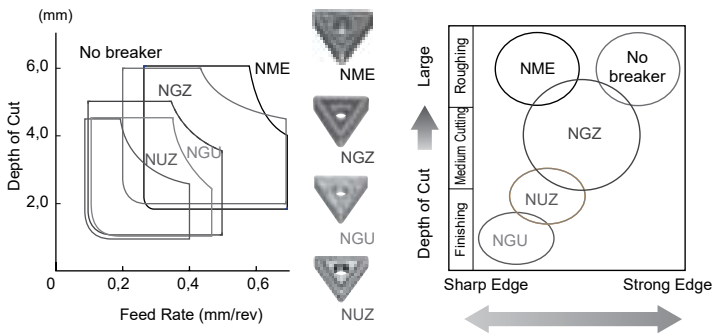 (mm)
No breaker
6,0
4,0
2,0
0
0,2
0,4
0,6
Depth of Cut
Feed Rate (mm/rev)
NME
NGZ
NUZ
NGU
NME
NGZ
NGU
NUZ
Large
Depth of Cut
Roughing
Medium Cutting
Finishing
NME
No
breaker
NGZ
NUZ
NGU
Sharp Edge
Strong Edge